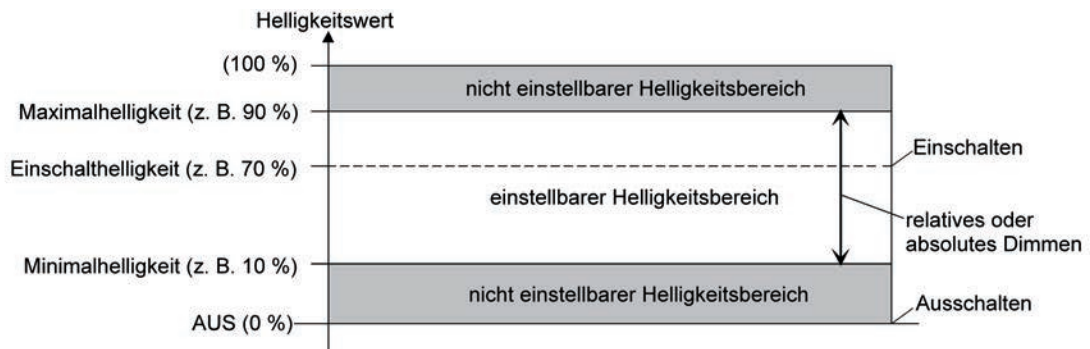 Helligkeitswert
(100 %)
nicht einstellbarer Helligkeitsbereich
Maximalhelligkeit (z. B. 90 %)
Einschalthelligkeit (z. B. 70 %)
Einschalten
einstellbarer Helligkeitsbereich
relatives oder
absolutes Dimmen
Minimalhelligkeit (z. B. 10 %)
nicht einstellbarer Helligkeitsbereich
Ausschalten
AUS (0 %)